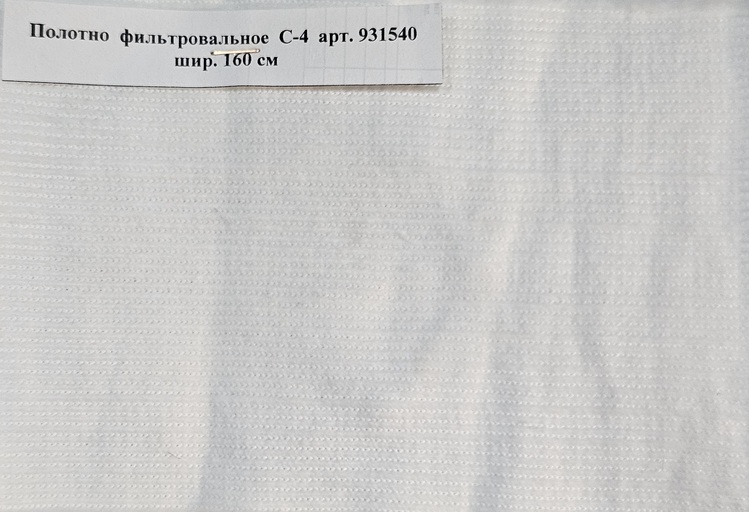 Полотно фильтровальное С-4 арт. 931540
шир. 160 см